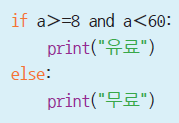 if a>=8 and a<60:
    print("유료")
else:
    print("무료")